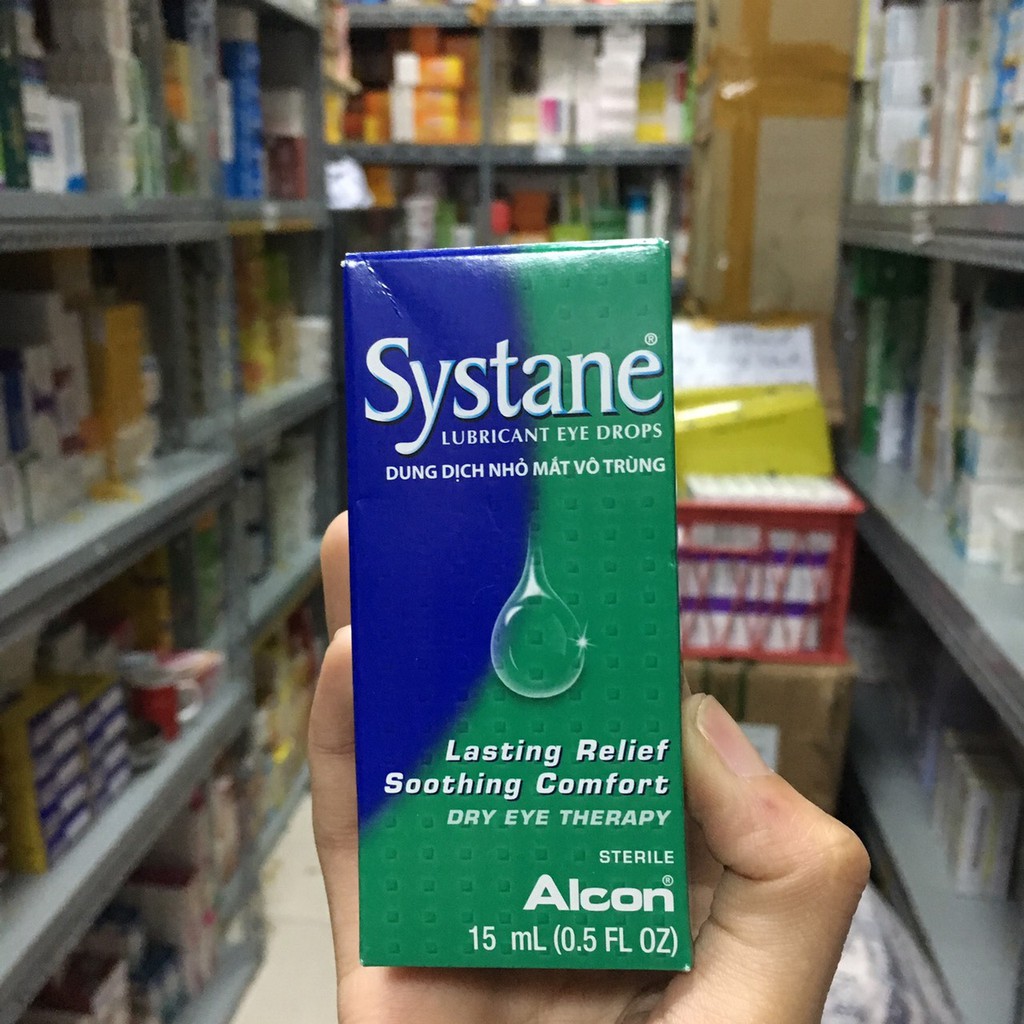 Systane®
LUBRICANT EYE DROPS
DUNG DỊCH NHỎ MẮT VÔ TRÙNG
Lasting Relief
Soothing Comfort
DRY EYE THERAPY
STERILE
Alcon®
15 mL (0.5 FL OZ)